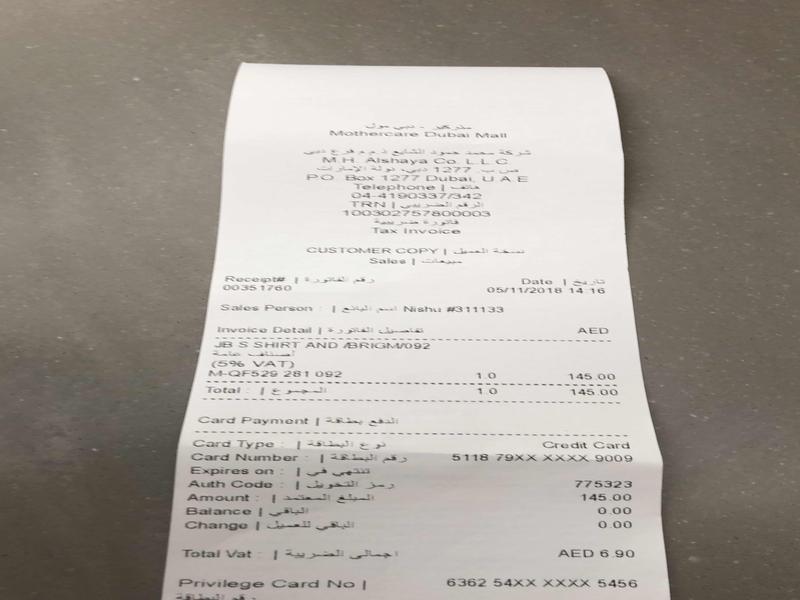 مذركير - دبي مول
Mothercare Dubai Mall
شركة محمد حمود الشايع ذ م م فرع دبي
M.H. Alshaya Co. L.L.C
ص ب. 1277 دبي، دولة الإمارات
P.O. Box 1277 Dubai, U.A.E
Telephone | هاتف
04-4190337/342
TRN | الرقم الضريبي
100302757800003
فاتورة ضريبية
Tax Invoice
CUSTOMER COPY | نسخة العميل
Sales | مبيعات
Receipt# | رقم الفاتورة Date | تاريخ
00351760 05/11/2018 14:16
Sales Person : | اسم البائع Nishu #311133
Invoice Detail | تفاصيل الفاتورة AED
JB S SHIRT AND /BRIGM/092
أصناف عامة
(5% VAT)
M-QF529 281 092 1.0 145.00
Total : | المجموع 1.0 145.00
Card Payment | الدفع بطاقة
Card Type : | نوع البطاقة Credit Card
Card Number : | رقم البطاقة 5118 79XX XXXX 9009
Expires on : | تنتهي في
Auth Code : | رمز التخويل 775323
Amount : | المبلغ المعتمد 145.00
Balance | الباقي 0.00
Change | الباقي للعميل 0.00
Total Vat : | اجمالى الضريبة AED 6.90
Privilege Card No | 6362 54XX XXXX 5456
رقم البطاقة